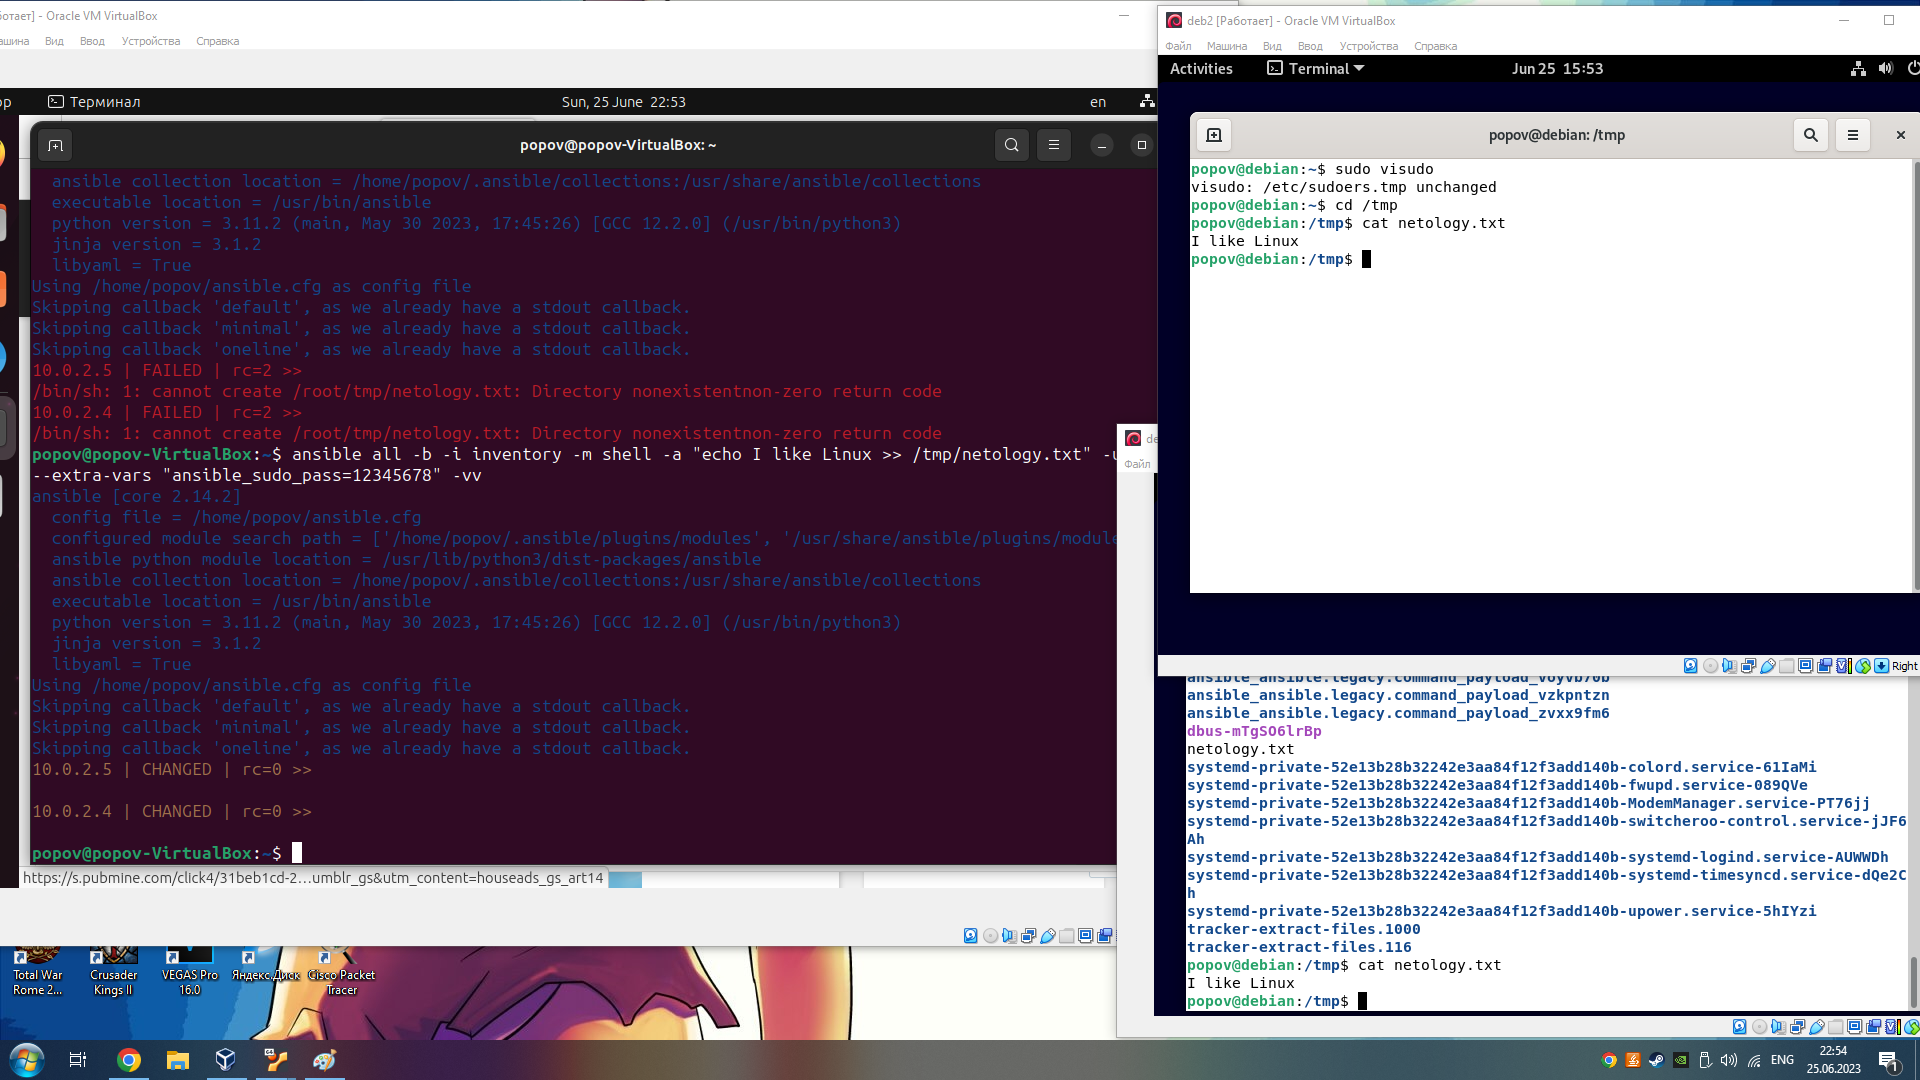 ботает] - Oracle VM VirtualBox
ашина Вид Ввод Устройства Справка
ор Терминал Sun, 25 June 22:53 en
popov@popov-VirtualBox: ~
ansible collection location = /home/popov/.ansible/collections:/usr/share/ansible/collections
executable location = /usr/bin/ansible
python version = 3.11.2 (main, May 30 2023, 17:45:26) [GCC 12.2.0] (/usr/bin/python3)
jinja version = 3.1.2
libyaml = True
Using /home/popov/ansible.cfg as config file
Skipping callback 'default', as we already have a stdout callback.
Skipping callback 'minimal', as we already have a stdout callback.
Skipping callback 'oneline', as we already have a stdout callback.
10.0.2.5 | FAILED | rc=2 >>
/bin/sh: 1: cannot create /root/tmp/netology.txt: Directory nonexistentnon-zero return code
10.0.2.4 | FAILED | rc=2 >>
/bin/sh: 1: cannot create /root/tmp/netology.txt: Directory nonexistentnon-zero return code
popov@popov-VirtualBox:~$ ansible all -b -i inventory -m shell -a "echo I like Linux >> /tmp/netology.txt" -u
--extra-vars "ansible_sudo_pass=12345678" -vv
ansible [core 2.14.2]
config file = /home/popov/ansible.cfg
configured module search path = ['/home/popov/.ansible/plugins/modules', '/usr/share/ansible/plugins/module
ansible python module location = /usr/lib/python3/dist-packages/ansible
ansible collection location = /home/popov/.ansible/collections:/usr/share/ansible/collections
executable location = /usr/bin/ansible
python version = 3.11.2 (main, May 30 2023, 17:45:26) [GCC 12.2.0] (/usr/bin/python3)
jinja version = 3.1.2
libyaml = True
Using /home/popov/ansible.cfg as config file
Skipping callback 'default', as we already have a stdout callback.
Skipping callback 'minimal', as we already have a stdout callback.
Skipping callback 'oneline', as we already have a stdout callback.
10.0.2.5 | CHANGED | rc=0 >>
10.0.2.4 | CHANGED | rc=0 >>
popov@popov-VirtualBox:~$
https://s.pubmine.com/click4/31beb1cd-2...umblr_gs&utm_content=houseads_gs_art14
deb2 [Работает] - Oracle VM VirtualBox
Файл Машина Вид Ввод Устройства Справка
Activities Terminal Jun 25 15:53
popov@debian: /tmp
popov@debian:~$ sudo visudo
visudo: /etc/sudoers.tmp unchanged
popov@debian:~$ cd /tmp
popov@debian:/tmp$ cat netology.txt
I like Linux
popov@debian:/tmp$
Right
de
Файл
ansible_ansible.legacy.command_payload_voyvb70b
ansible_ansible.legacy.command_payload_vzkpntzn
ansible_ansible.legacy.command_payload_zvxx9fm6
dbus-mTgSO6lrBp
netology.txt
systemd-private-52e13b28b32242e3aa84f12f3add140b-colord.service-61IaMi
systemd-private-52e13b28b32242e3aa84f12f3add140b-fwupd.service-089QVe
systemd-private-52e13b28b32242e3aa84f12f3add140b-ModemManager.service-PT76jj
systemd-private-52e13b28b32242e3aa84f12f3add140b-switcheroo-control.service-jJF6
Ah
systemd-private-52e13b28b32242e3aa84f12f3add140b-systemd-logind.service-AUWWDh
systemd-private-52e13b28b32242e3aa84f12f3add140b-systemd-timesyncd.service-dQe2C
h
systemd-private-52e13b28b32242e3aa84f12f3add140b-upower.service-5hIYzi
tracker-extract-files.1000
tracker-extract-files.116
popov@debian:/tmp$ cat netology.txt
I like Linux
popov@debian:/tmp$
Total War
Rome 2...
Crusader
Kings II
VEGAS Pro
16.0
Яндекс.Диск
Cisco Packet
Tracer
ENG
22:54
25.06.2023
1